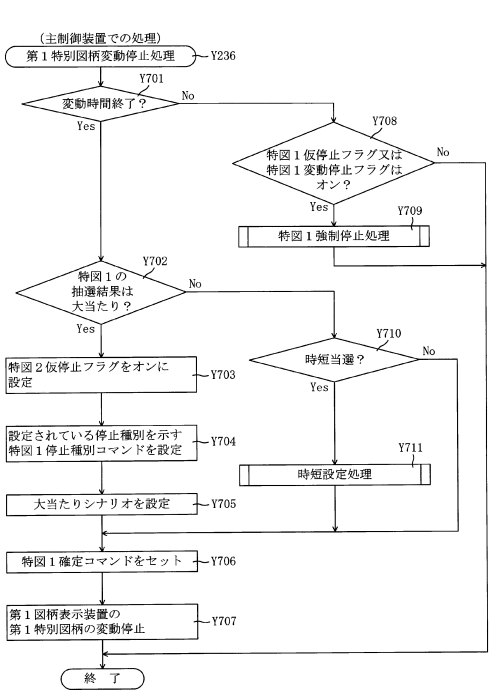 (主制御装置での処理)
第1特別図柄変動停止処理
Y236
Y701
変動時間終了?
No
Yes
Y708
特図1仮停止フラグ又は
特図1変動停止フラグは
オン?
No
Yes
Y709
特図1強制停止処理
Y702
特図1の
抽選結果は
大当たり?
No
Yes
Y710
時短当選?
No
Yes
特図2仮停止フラグをオンに
設定
Y703
設定されている停止種別を示す
特図1停止種別コマンドを設定
Y704
Y711
時短設定処理
大当たりシナリオを設定
Y705
特図1確定コマンドをセット
Y706
第1図柄表示装置の
第1特別図柄の変動停止
Y707
終 了